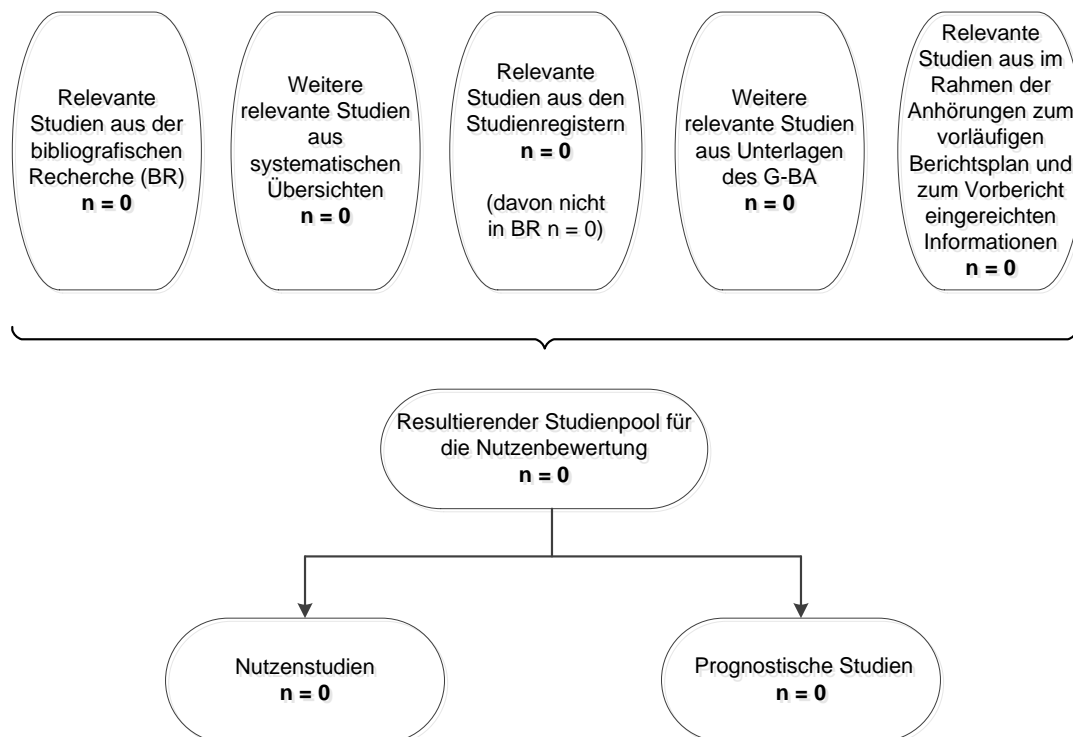 Relevante
Studien aus der
bibliografischen
Recherche (BR)
n = 0
Weitere
relevante Studien
aus
systematischen
Übersichten
n = 0
Relevante
Studien aus den
Studienregistern
n = 0
(davon nicht
in BR n = 0)
Weitere
relevante Studien
aus Unterlagen
des G-BA
n = 0
Relevante
Studien aus im
Rahmen der
Anhörungen zum
vorläufigen
Berichtsplan und
zum Vorbericht
eingereichten
Informationen
n = 0
Resultierender Studienpool für
die Nutzenbewertung
n = 0
Nutzenstudien
n = 0
Prognostische Studien
n = 0